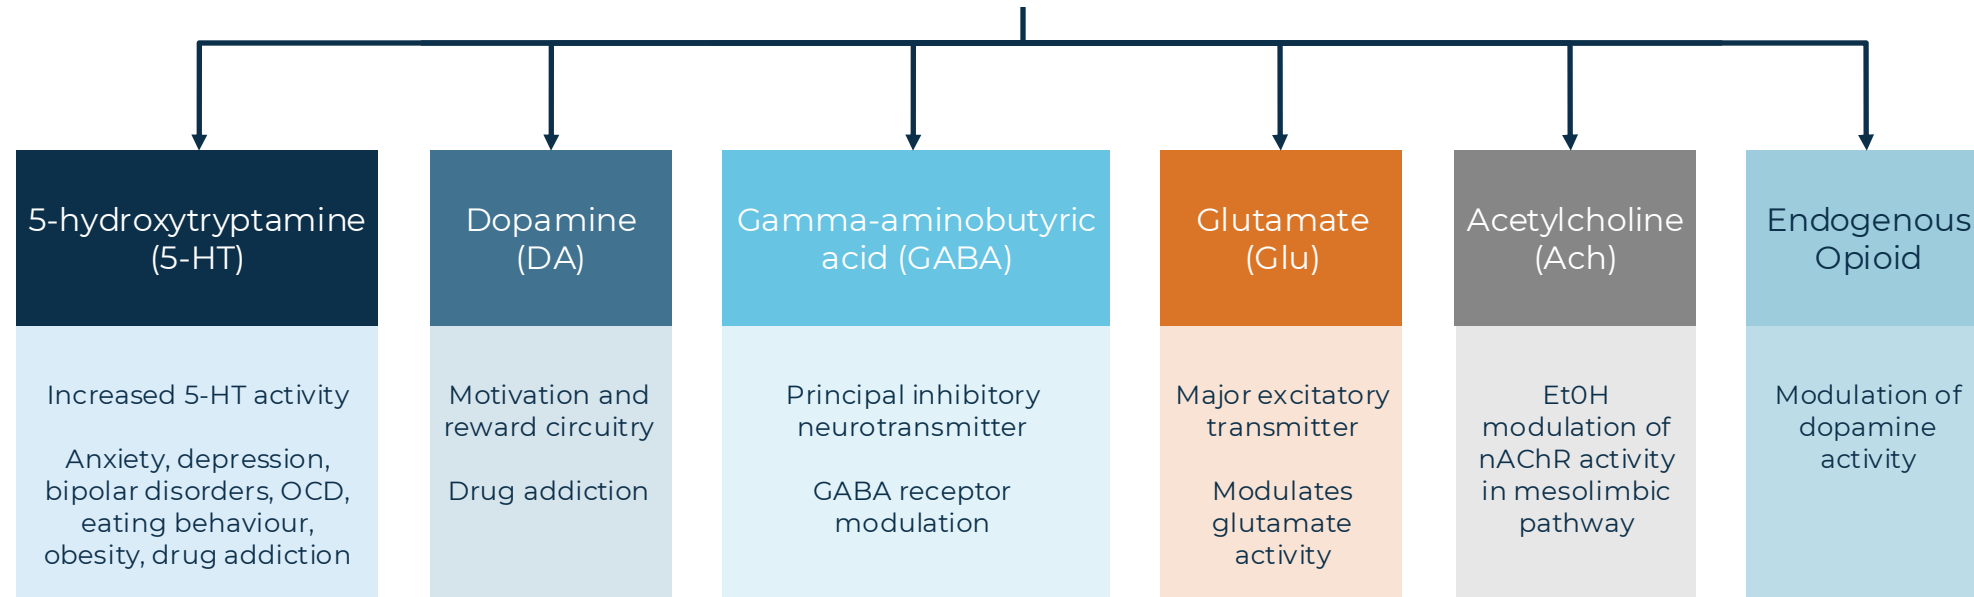 5-hydroxytryptamine
(5-HT)
Increased 5-HT activity
Anxiety, depression,
bipolar disorders, OCD,
eating behaviour,
obesity, drug addiction
Dopamine
(DA)
Motivation and
reward circuitry
Drug addiction
Gamma-aminobutyric
acid (GABA)
Principal inhibitory
neurotransmitter
GABA receptor
modulation
Glutamate
(Glu)
Major excitatory
transmitter
Modulates
glutamate
activity
Acetylcholine
(Ach)
Et0H
modulation of
nAChR activity
in mesolimbic
pathway
Endogenous
Opioid
Modulation of
dopamine
activity